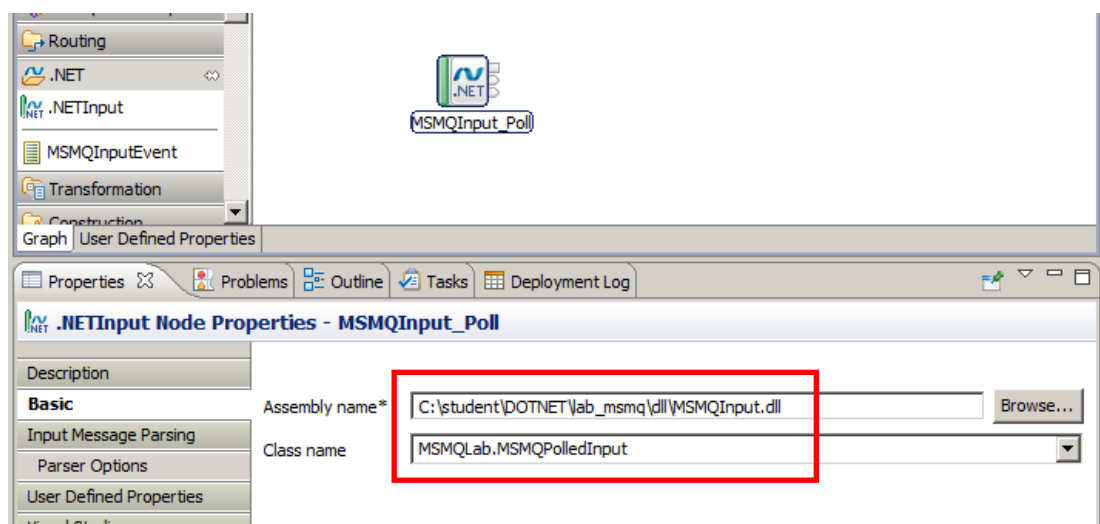 Routing
.NET
.NETInput
MSMQInputEvent
Transformation
Construction
.NET
MSMQInput_Poll
Graph User Defined Properties
Properties Problems Outline Tasks Deployment Log
.NET .NETInput Node Properties - MSMQInput_Poll
Description
Basic
Input Message Parsing
Parser Options
User Defined Properties
Assembly name* C:\student\DOTNET\lab_msmq\dll\MSMQInput.dll Browse...
Class name MSMQLab.MSMQPolledInput